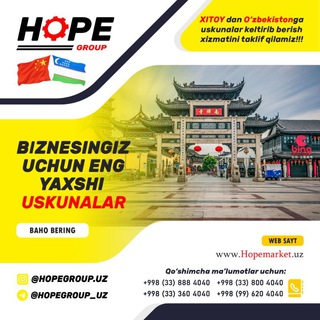 HOPE
GROUP
XITOY dan O'zbekistonga
uskunalar keltirib berish
xizmatini taklif qilamiz!!!
BIZNESINGIZ
UCHUN ENG
YAXSHI
USKUNALAR
BAHO BERING
WEB SAYT
www.Hopemarket.uz
@HOPEGROUP.UZ
@HOPEGROUP_UZ
Qo'shimcha ma'lumotlar uchun:
+998 (33) 888 4040 +998 (33) 800 4040
+998 (33) 360 4040 +998 (99) 620 4040